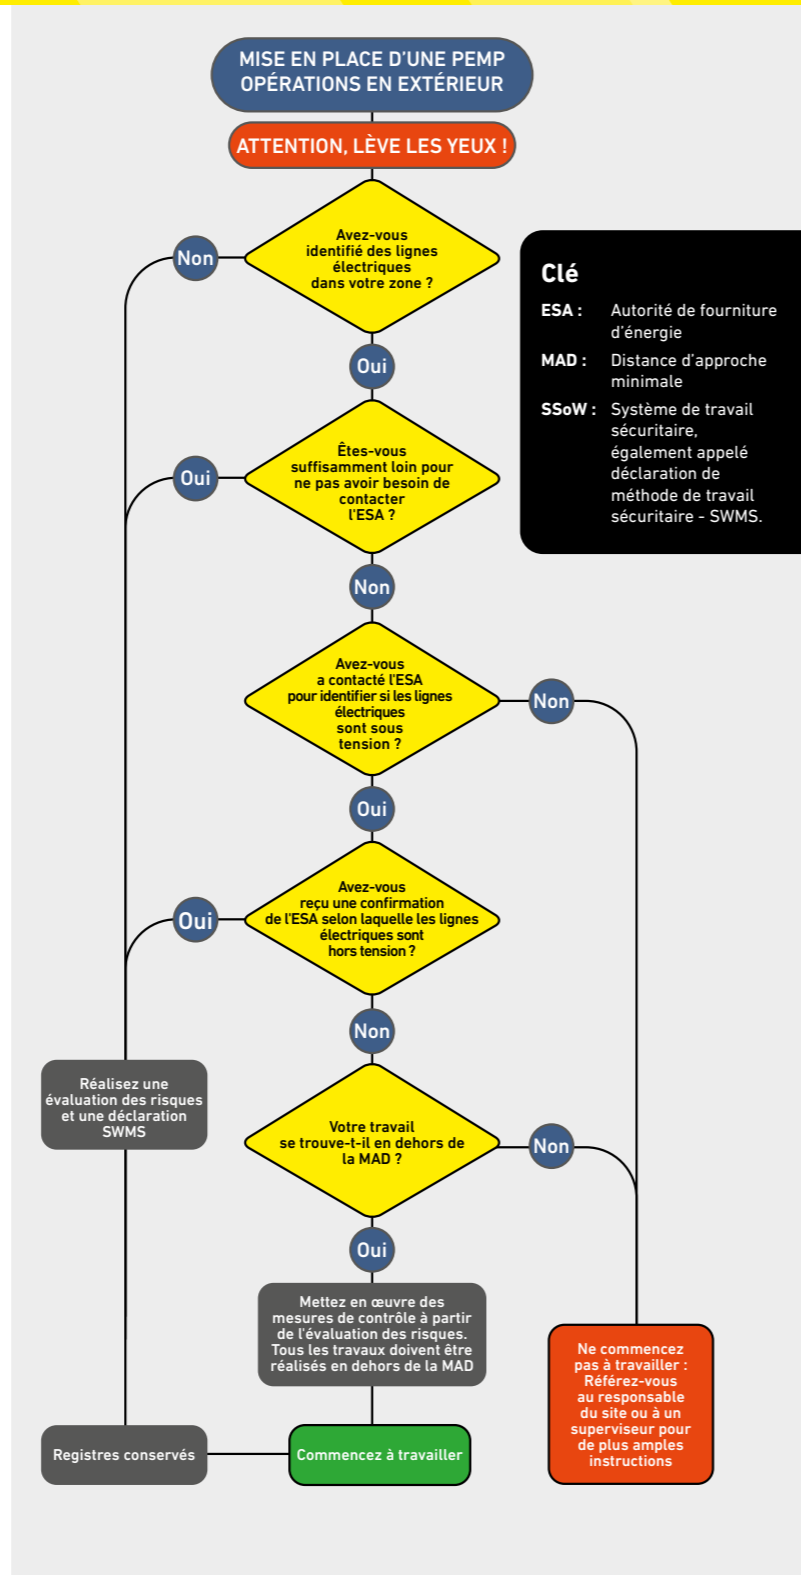 MISE EN PLACE D'UNE PEMP
OPÉRATIONS EN EXTÉRIEUR
ATTENTION, LÈVE LES YEUX !
Avez-vous
identifié des lignes
électriques
dans votre zone ?
Non
Oui
Clé
ESA : Autorité de fourniture
d'énergie
MAD : Distance d'approche
minimale
SSoW : Système de travail
sécuritaire,
également appelé
déclaration de
méthode de travail
sécuritaire - SWMS.
Êtes-vous
suffisamment loin pour
ne pas avoir besoin de
contacter
l'ESA ?
Oui
Non
Avez-vous
a contacté l'ESA
pour identifier si les lignes
électriques
sont sous
tension ?
Non
Oui
Avez-vous
reçu une confirmation
de l'ESA selon laquelle les lignes
électriques sont
hors tension ?
Oui
Non
Réalisez une
évaluation des risques
et une déclaration
SWMS
Votre travail
se trouve-t-il en dehors de
la MAD ?
Non
Oui
Mettez en œuvre des
mesures de contrôle à partir
de l'évaluation des risques.
Tous les travaux doivent être
réalisés en dehors de la MAD
Ne commencez
pas à travailler :
Référez-vous
au responsable
du site ou à un
superviseur pour
de plus amples
instructions
Registres conservés
Commencez à travailler